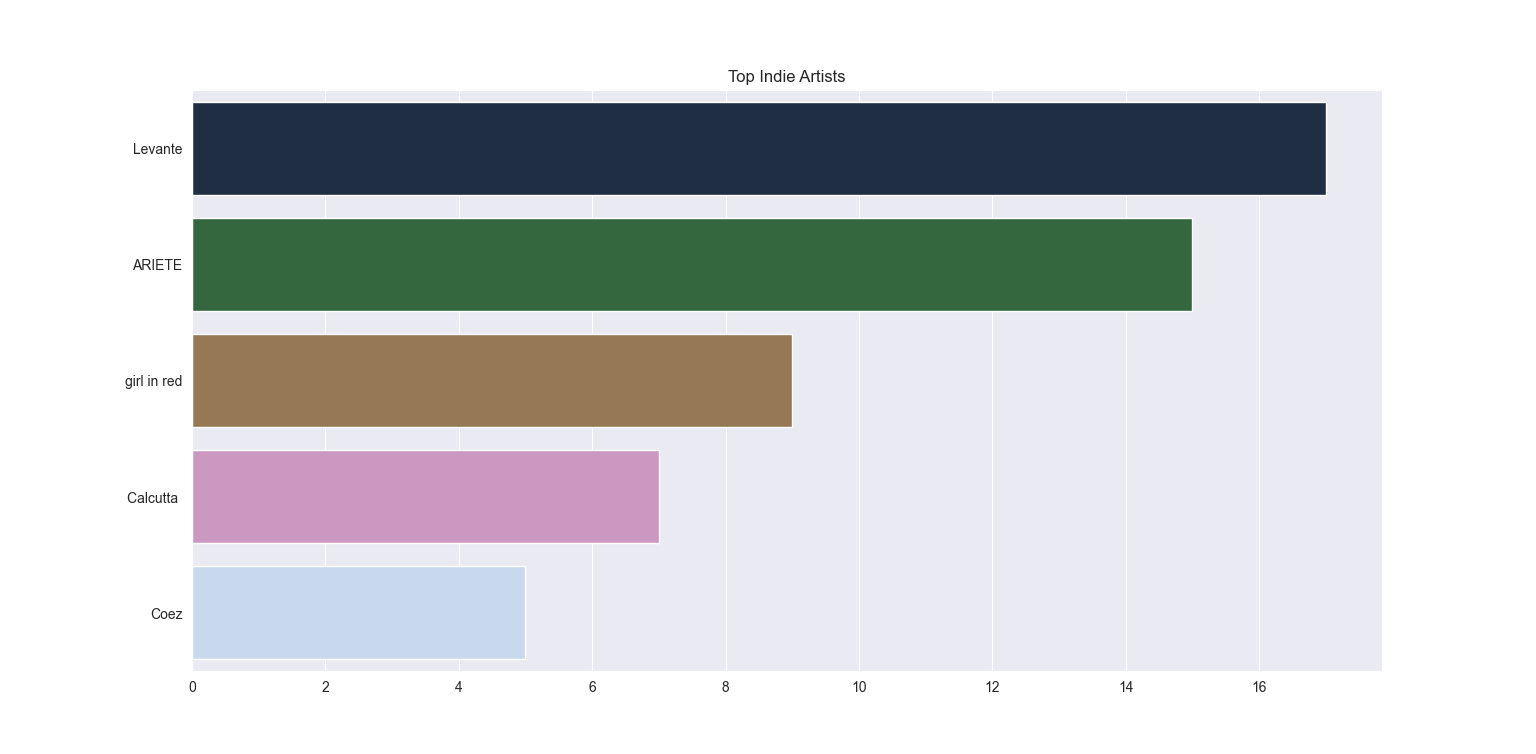 Top Indie Artists
Levante
ARIETE
girl in red
Calcutta
Coez
0 2 4 6 8 10 12 14 16